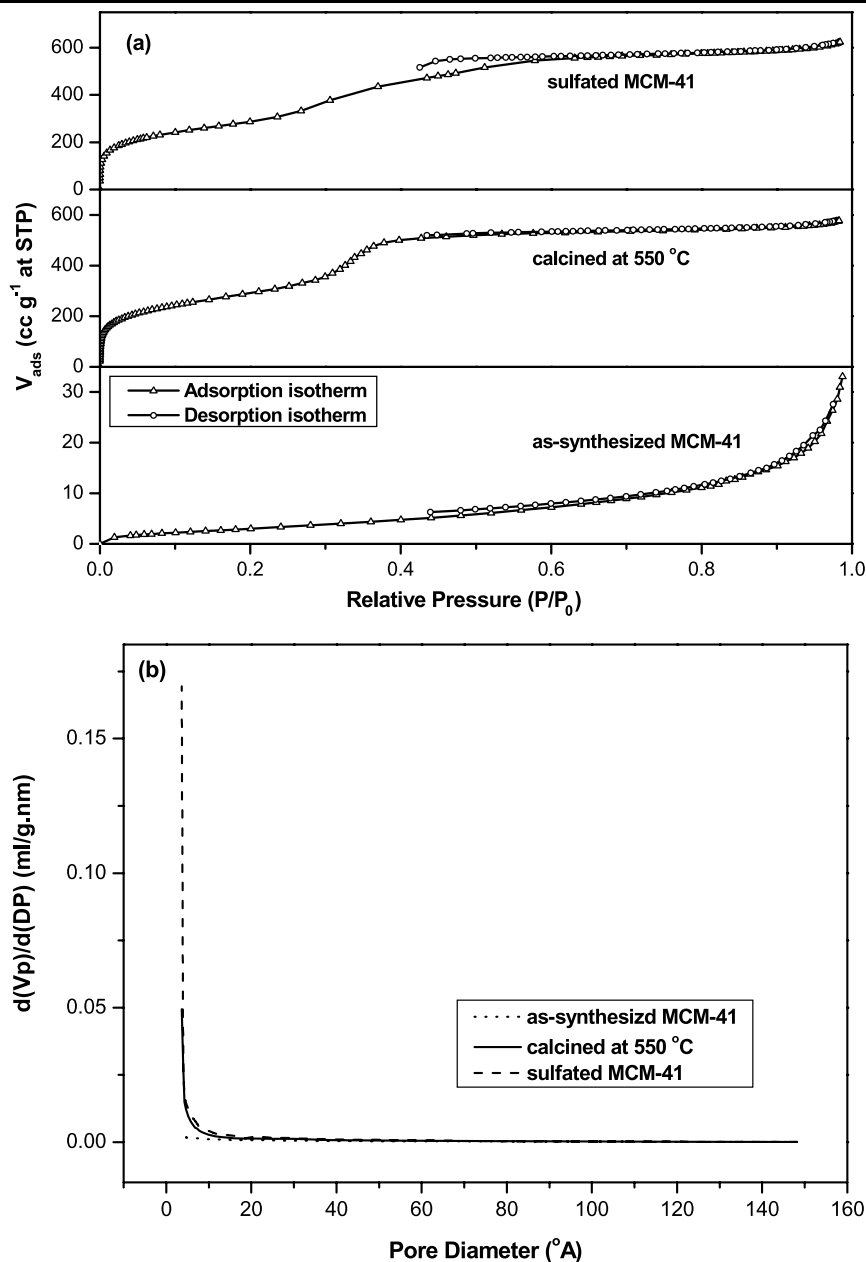 (a)
600
400
200
0
sulfated MCM-41
600
400
200
0
calcined at 550 °C
V_ads (cc g⁻¹ at STP)
Adsorption isotherm
Desorption isotherm
as-synthesized MCM-41
30
20
10
0
0.0 0.2 0.4 0.6 0.8 1.0
Relative Pressure (P/P₀)
(b)
0.15
0.10
0.05
0.00
d(Vp)/d(DP) (ml/g.nm)
as-synthesizd MCM-41
calcined at 550 °C
sulfated MCM-41
0 20 40 60 80 100 120 140 160
Pore Diameter (°A)